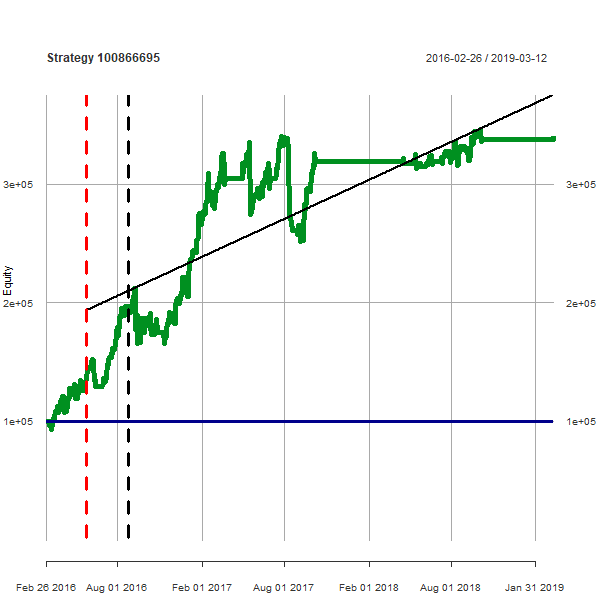 Strategy 100866695
2016-02-26 / 2019-03-12
3e+05
3e+05
Equity
2e+05
2e+05
1e+05
1e+05
Feb 26 2016
Aug 01 2016
Feb 01 2017
Aug 01 2017
Feb 01 2018
Aug 01 2018
Jan 31 2019